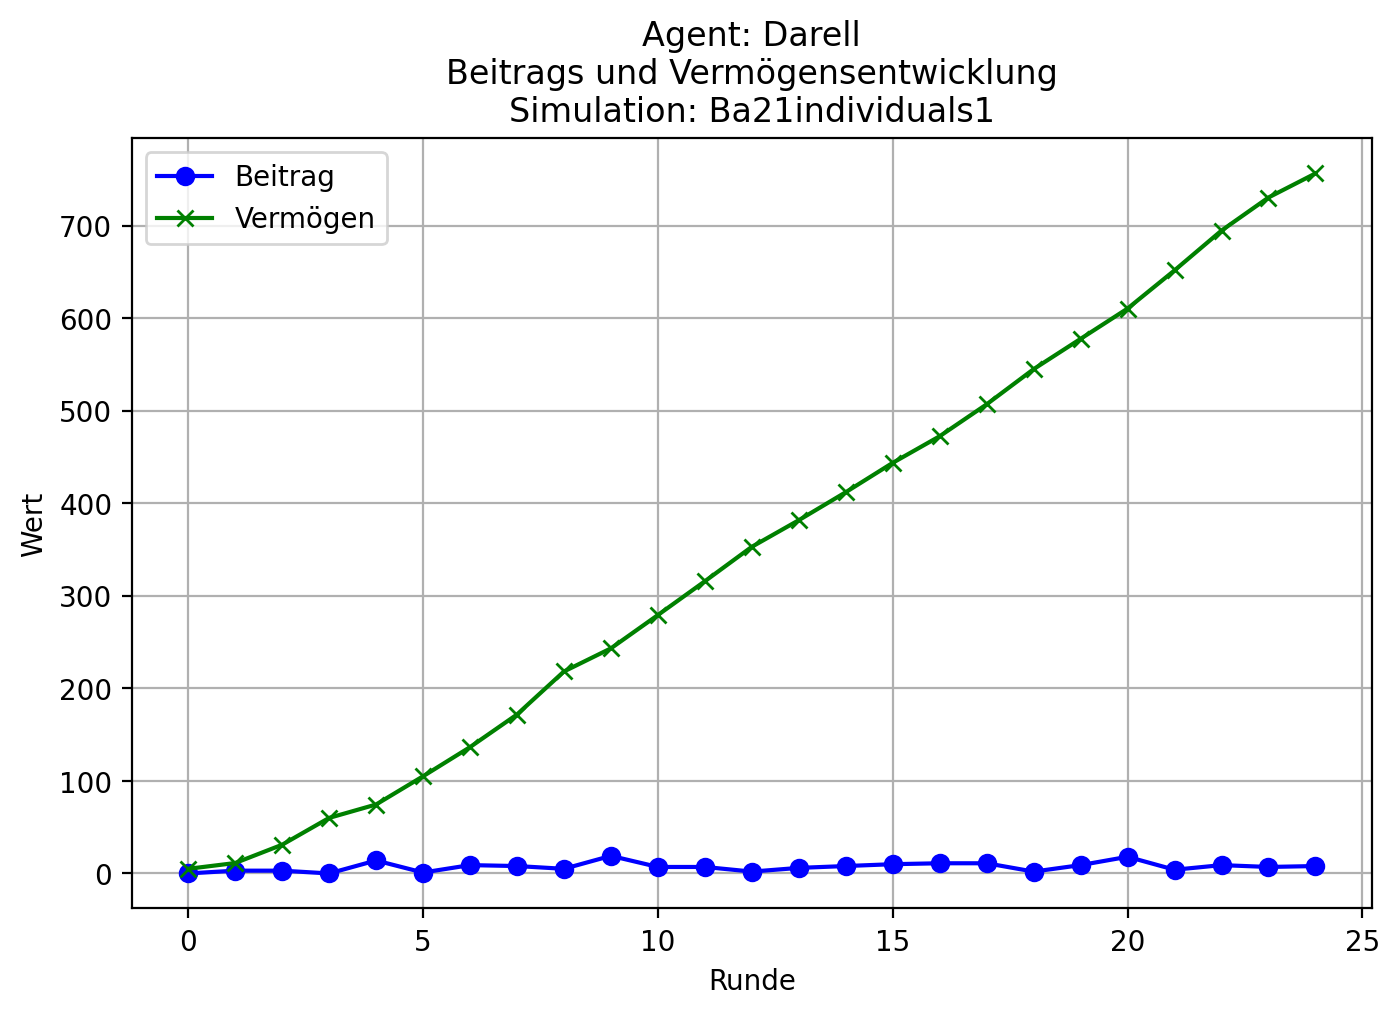 Agent: Darell
Beitrags und Vermögensentwicklung
Simulation: Ba21individuals1
Beitrag
Vermögen
700
600
500
400
300
200
100
0
Wert
0 5 10 15 20 25
Runde